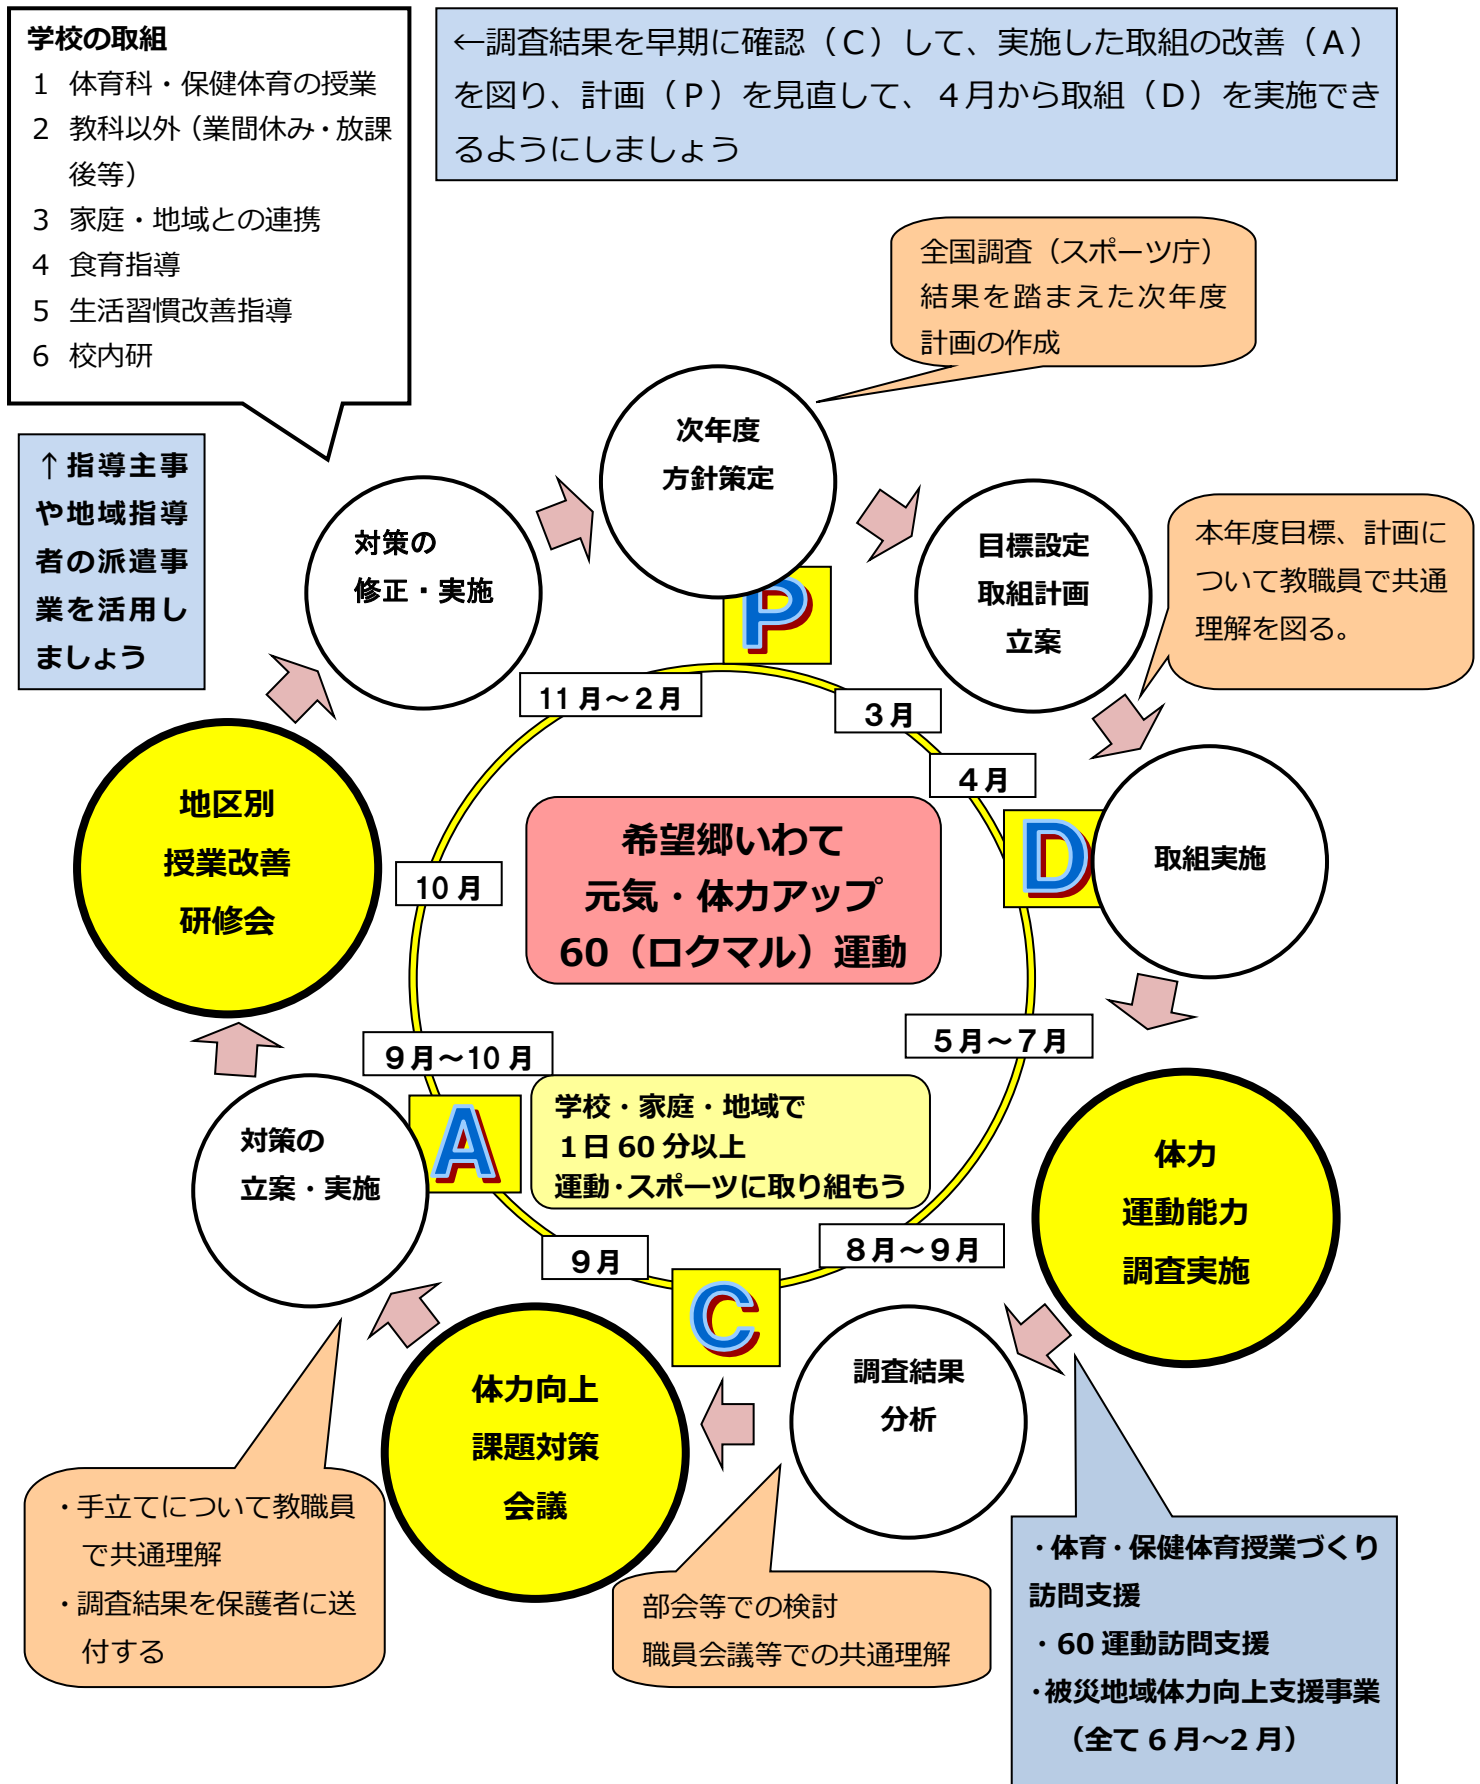 学校の取組
1 体育科・保健体育の授業
2 教科以外（業間休み・放課
後等）
3 家庭・地域との連携
4 食育指導
5 生活習慣改善指導
6 校内研
←調査結果を早期に確認（Ｃ）して、実施した取組の改善（Ａ）
を図り、計画（Ｐ）を見直して、４月から取組（Ｄ）を実施でき
るようにしましょう
全国調査（スポーツ庁）
結果を踏まえた次年度
計画の作成
↑指導主事
や地域指導
者の派遣事
業を活用し
ましょう
次年度
方針策定
対策の
修正・実施
目標設定
取組計画
立案
本年度目標、計画に
ついて教職員で共通
理解を図る。
P
11月～２月
３月
４月
地区別
授業改善
研修会
希望郷いわて
元気・体力アップ
60（ロクマル）運動
D
取組実施
10月
９月～10月
５月～７月
学校・家庭・地域で
１日60分以上
運動・スポーツに取り組もう
A
対策の
立案・実施
体力
運動能力
調査実施
９月
８月～９月
C
体力向上
課題対策
会議
調査結果
分析
・手立てについて教職員
で共通理解
・調査結果を保護者に送
付する
部会等での検討
職員会議等での共通理解
・体育・保健体育授業づくり
訪問支援
・60運動訪問支援
・被災地域体力向上支援事業
（全て6月～2月）